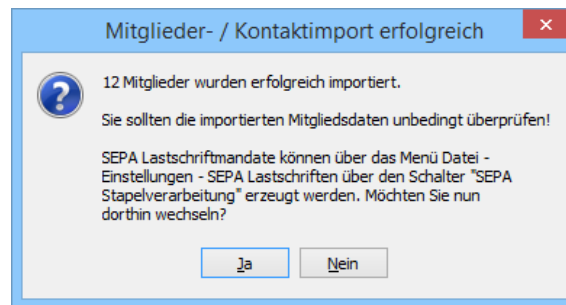 Mitglieder- / Kontaktimport erfolgreich
12 Mitglieder wurden erfolgreich importiert.
Sie sollten die importierten Mitgliedsdaten unbedingt überprüfen!
SEPA Lastschriftmandate können über das Menü Datei -
Einstellungen - SEPA Lastschriften über den Schalter "SEPA
Stapelverarbeitung" erzeugt werden. Möchten Sie nun
dorthin wechseln?
Ja
Nein